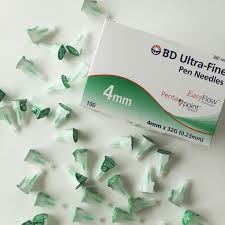 BD Ultra-Fine
Pen Needles
EasyFlow
PentaPoint
4mm
100
4mm x 32G (0.23mm)